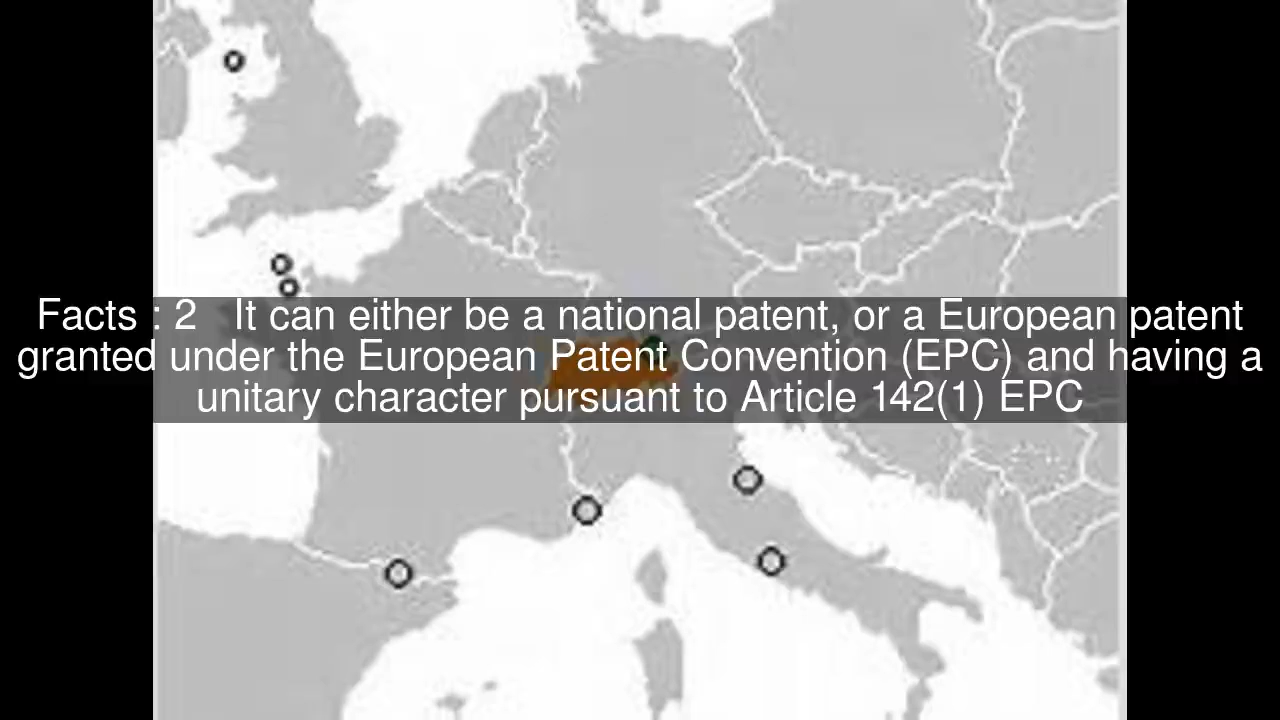 Facts : 2 It can either be a national patent, or a European patent
granted under the European Patent Convention (EPC) and having a
unitary character pursuant to Article 142(1) EPC